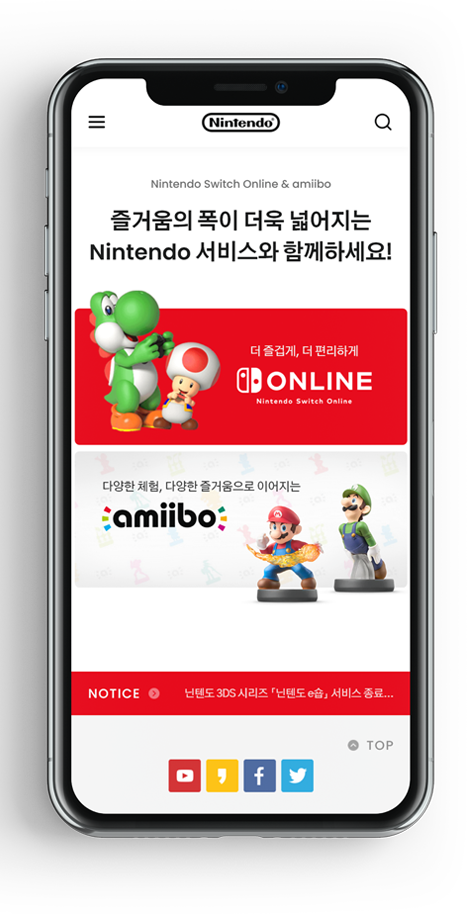 Nintendo
Nintendo Switch Online & amiibo
즐거움의 폭이 더욱 넓어지는
Nintendo 서비스와 함께하세요!
더 즐겁게, 더 편리하게
ONLINE
Nintendo Switch Online
다양한 체험, 다양한 즐거움으로 이어지는
amiibo
NOTICE
닌텐도 3DS 시리즈 「닌텐도 e숍」 서비스 종료...
TOP